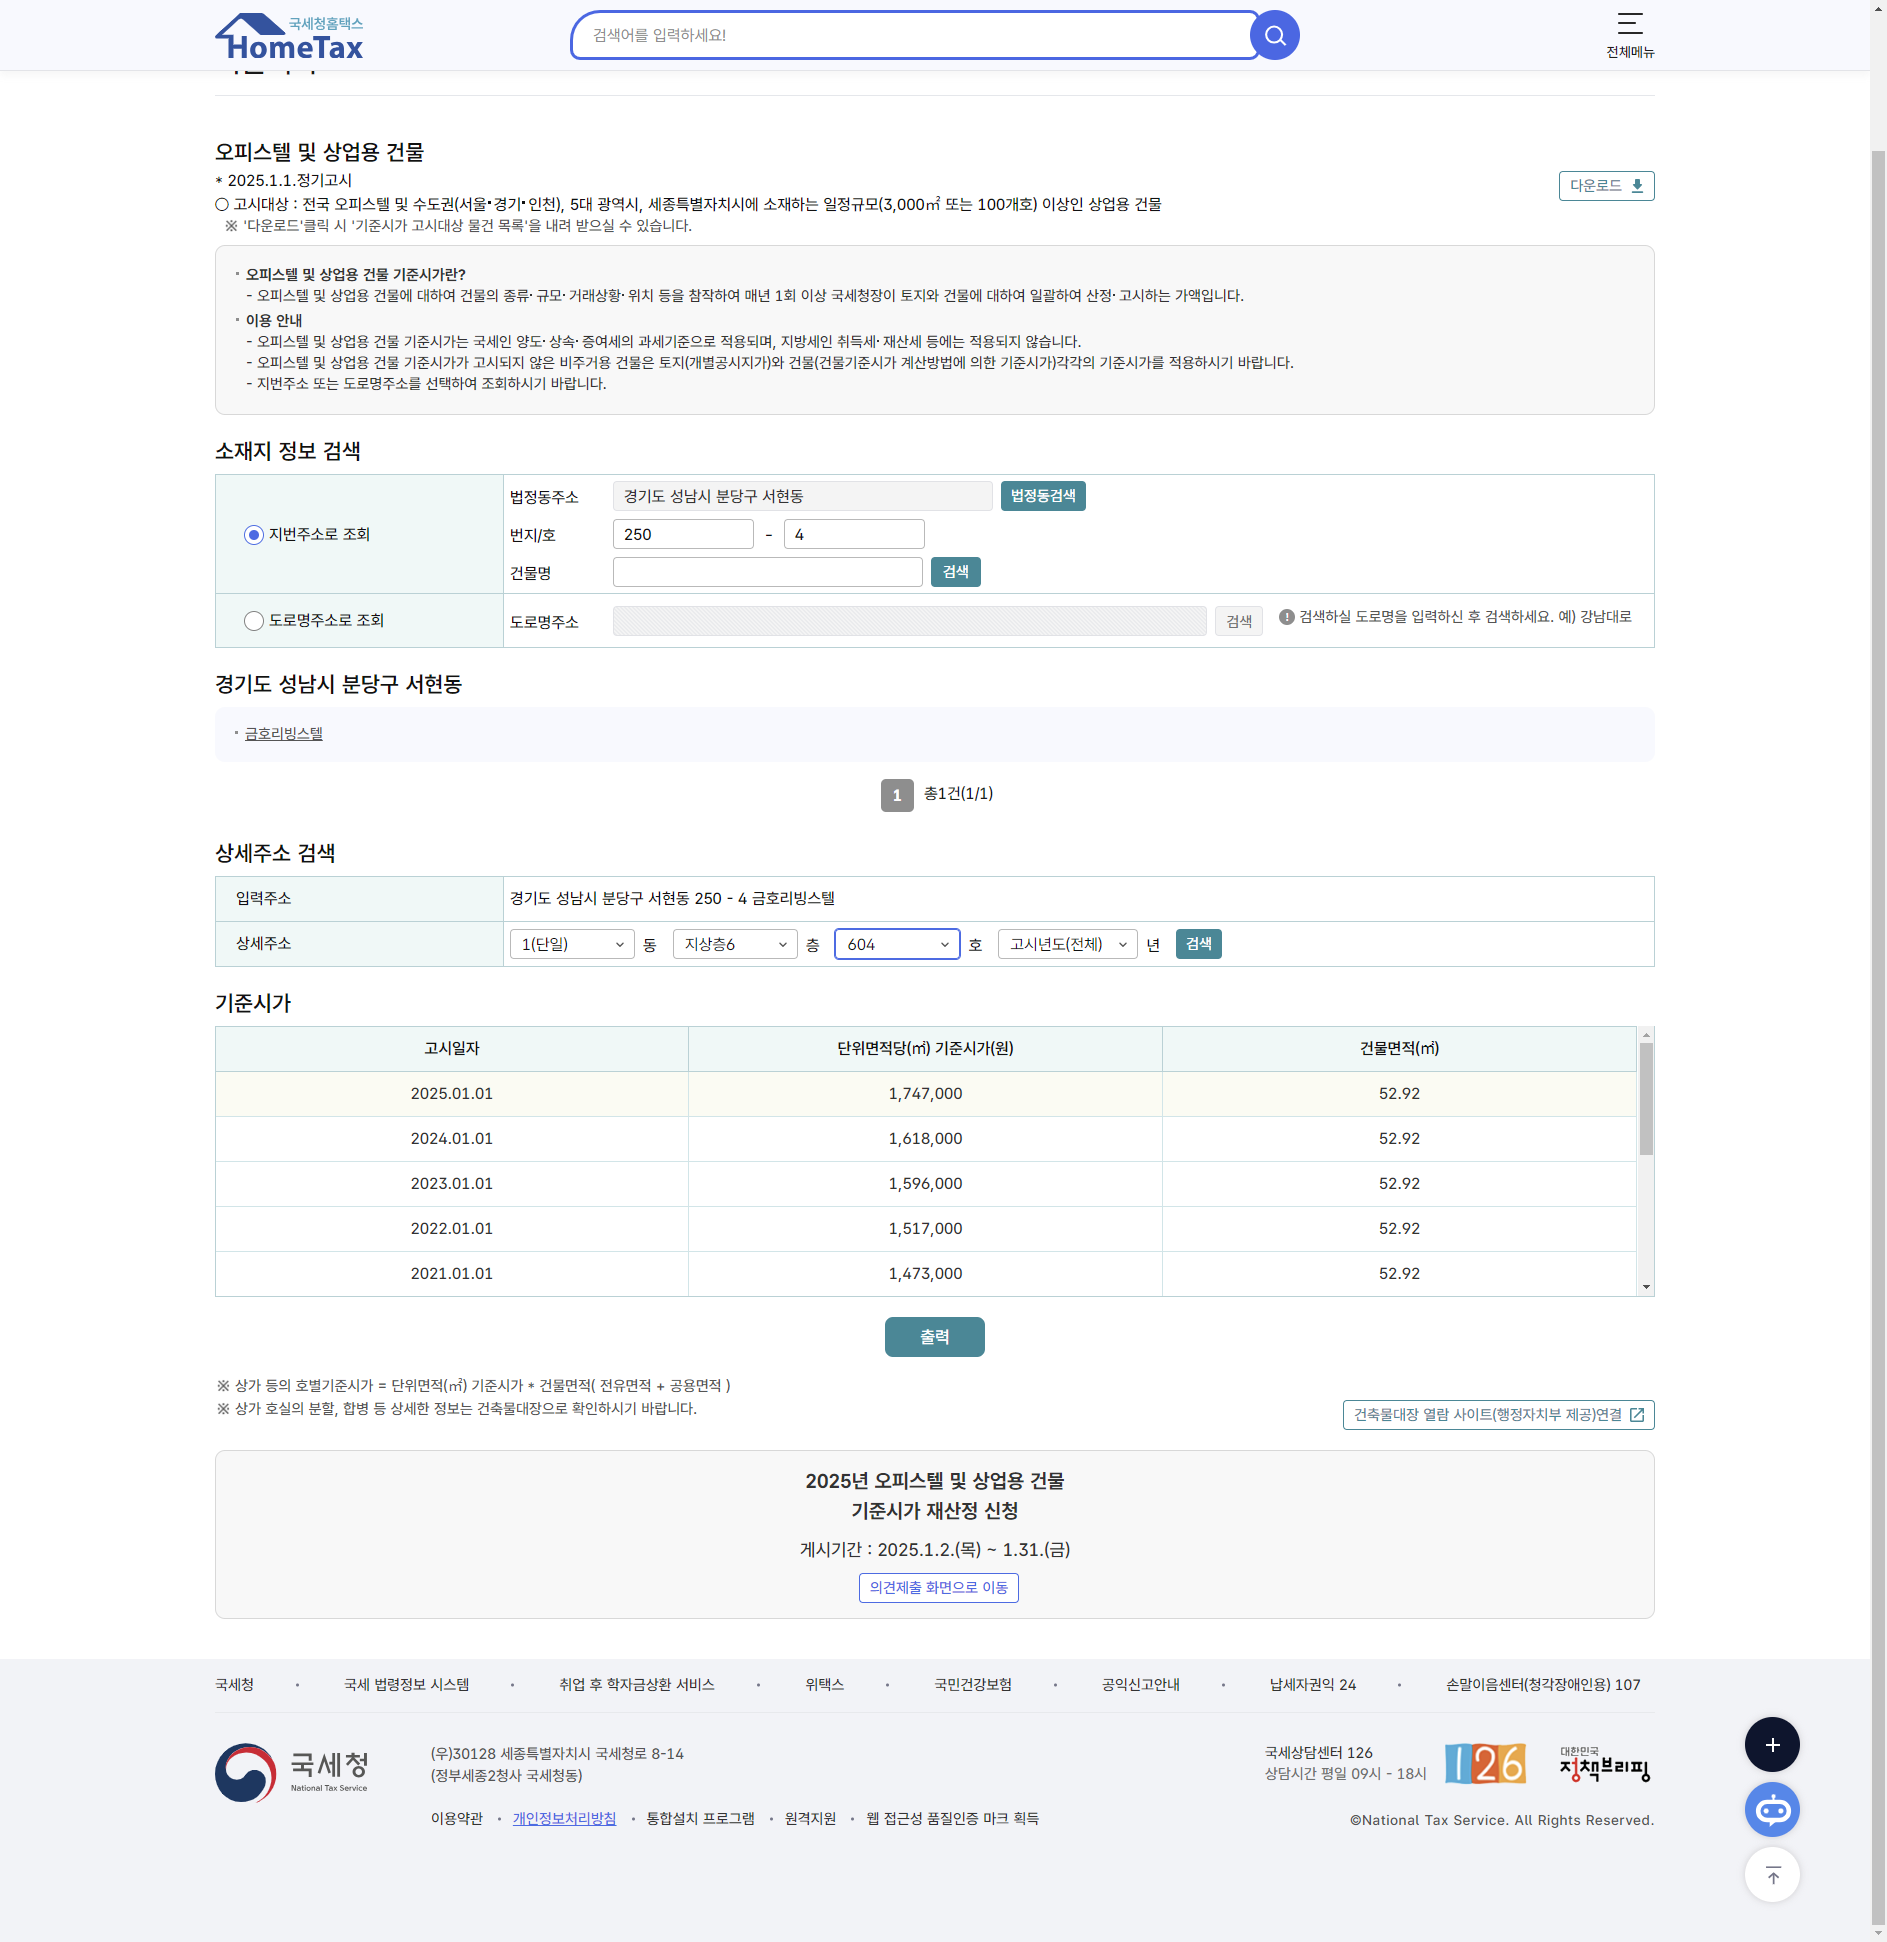 국세청홈택스
HomeTax
검색어를 입력하세요!
전체메뉴
오피스텔 및 상업용 건물
* 2025.1.1.정기고시
○ 고시대상 : 전국 오피스텔 및 수도권(서울·경기·인천), 5대 광역시, 세종특별자치시에 소재하는 일정규모(3,000㎡ 또는 100개호) 이상인 상업용 건물
다운로드
※ '다운로드'클릭 시 '기준시가 고시대상 물건 목록'을 내려 받으실 수 있습니다.
· 오피스텔 및 상업용 건물 기준시가란?
- 오피스텔 및 상업용 건물에 대하여 건물의 종류·규모·거래상황·위치 등을 참작하여 매년 1회 이상 국세청장이 토지와 건물에 대하여 일괄하여 산정·고시하는 가액입니다.
· 이용 안내
- 오피스텔 및 상업용 건물 기준시가는 국세인 양도·상속·증여세의 과세기준으로 적용되며, 지방세인 취득세·재산세 등에는 적용되지 않습니다.
- 오피스텔 및 상업용 건물 기준시가가 고시되지 않은 비주거용 건물은 토지(개별공시지가)와 건물(건물기준시가 계산방법에 의한 기준시가)각각의 기준시가를 적용하시기 바랍니다.
- 지번주소 또는 도로명주소를 선택하여 조회하시기 바랍니다.
소재지 정보 검색
지번주소로 조회
법정동주소 경기도 성남시 분당구 서현동 법정동검색
번지/호 250 - 4
건물명 검색
도로명주소로 조회 도로명주소 검색 검색하실 도로명을 입력하신 후 검색하세요. 예) 강남대로
경기도 성남시 분당구 서현동
· 금호리빙스텔
1 총1건(1/1)
상세주소 검색
입력주소 경기도 성남시 분당구 서현동 250 - 4 금호리빙스텔
상세주소 1(단일) 동 지상층6 층 604 호 고시년도(전체) 년 검색
기준시가
고시일자 단위면적당(㎡) 기준시가(원) 건물면적(㎡)
2025.01.01 1,747,000 52.92
2024.01.01 1,618,000 52.92
2023.01.01 1,596,000 52.92
2022.01.01 1,517,000 52.92
2021.01.01 1,473,000 52.92
출력
※ 상가 등의 호별기준시가 = 단위면적(㎡) 기준시가 * 건물면적( 전유면적 + 공용면적 )
※ 상가 호실의 분할, 합병 등 상세한 정보는 건축물대장으로 확인하시기 바랍니다.
건축물대장 열람 사이트(행정자치부 제공)연결
2025년 오피스텔 및 상업용 건물
기준시가 재산정 신청
게시기간 : 2025.1.2.(목) ~ 1.31.(금)
의견제출 화면으로 이동
국세청 · 국세 법령정보 시스템 · 취업 후 학자금상환 서비스 · 위택스 · 국민건강보험 · 공익신고안내 · 납세자권익 24 · 손말이음센터(청각장애인용) 107
국세청
National Tax Service
(우)30128 세종특별자치시 국세청로 8-14
(정부세종2청사 국세청동)
국세상담센터 126
상담시간 평일 09시 - 18시
126
대한민국
정책브리핑
이용약관 · 개인정보처리방침 · 통합설치 프로그램 · 원격지원 · 웹 접근성 품질인증 마크 획득
©National Tax Service. All Rights Reserved.